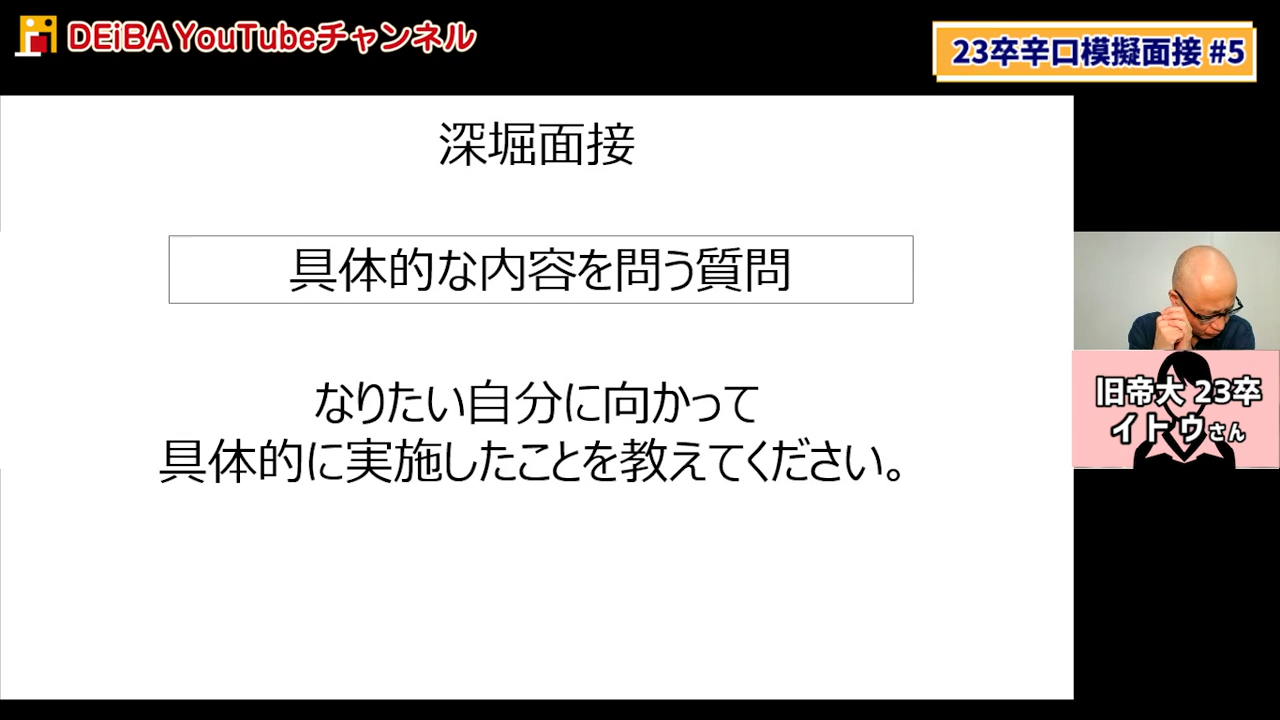 DEiBA YouTubeチャンネル
23卒辛口模擬面接 #5
深堀面接
具体的な内容を問う質問
なりたい自分に向かって
具体的に実施したことを教えてください。
旧帝大 23卒
イトウさん